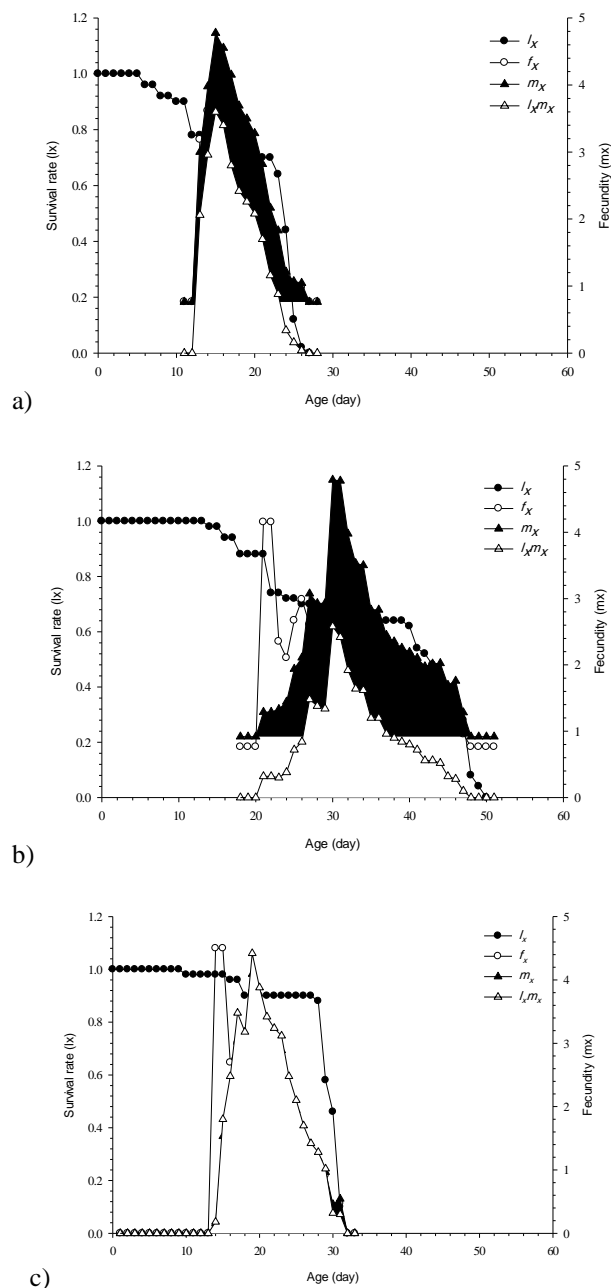 1.2
1.0
0.8
0.6
0.4
0.2
0.0
Survival rate (lx)
5
4
3
2
1
0
Fecundity (mx)
lx
fx
mx
lxmx
0 10 20 30 40 50 60
Age (day)
a)
1.2
1.0
0.8
0.6
0.4
0.2
0.0
Survival rate (lx)
5
4
3
2
1
0
Fecundity (mx)
lx
fx
mx
lxmx
0 10 20 30 40 50 60
Age (day)
b)
1.2
1.0
0.8
0.6
0.4
0.2
0.0
Survival rate (lx)
5
4
3
2
1
0
Fecundity (mx)
lx
fx
mx
lxmx
0 10 20 30 40 50 60
Age (day)
c)